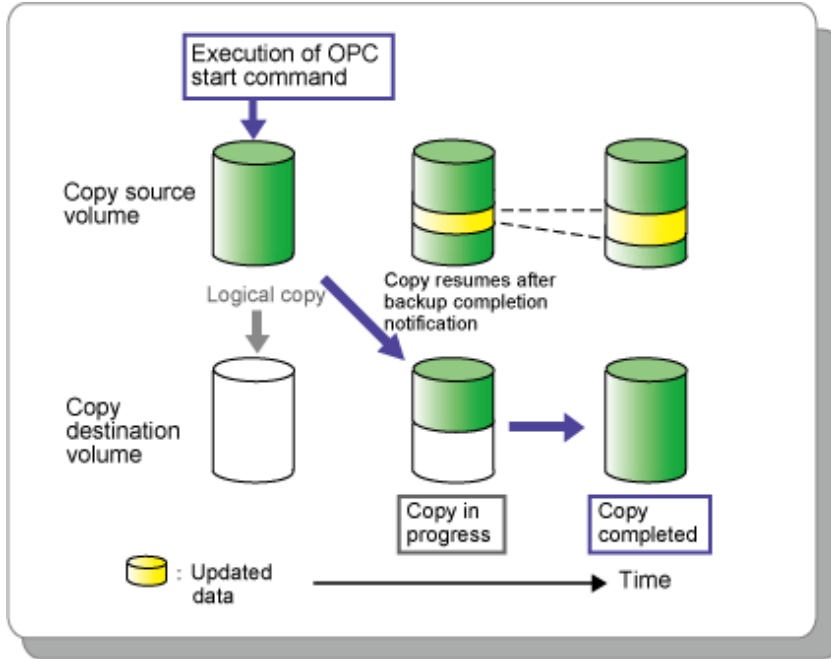 Execution of OPC
start command
Copy source
volume
Logical copy
Copy resumes after
backup completion
notification
Copy
destination
volume
Copy in
progress
Copy
completed
: Updated
data
Time